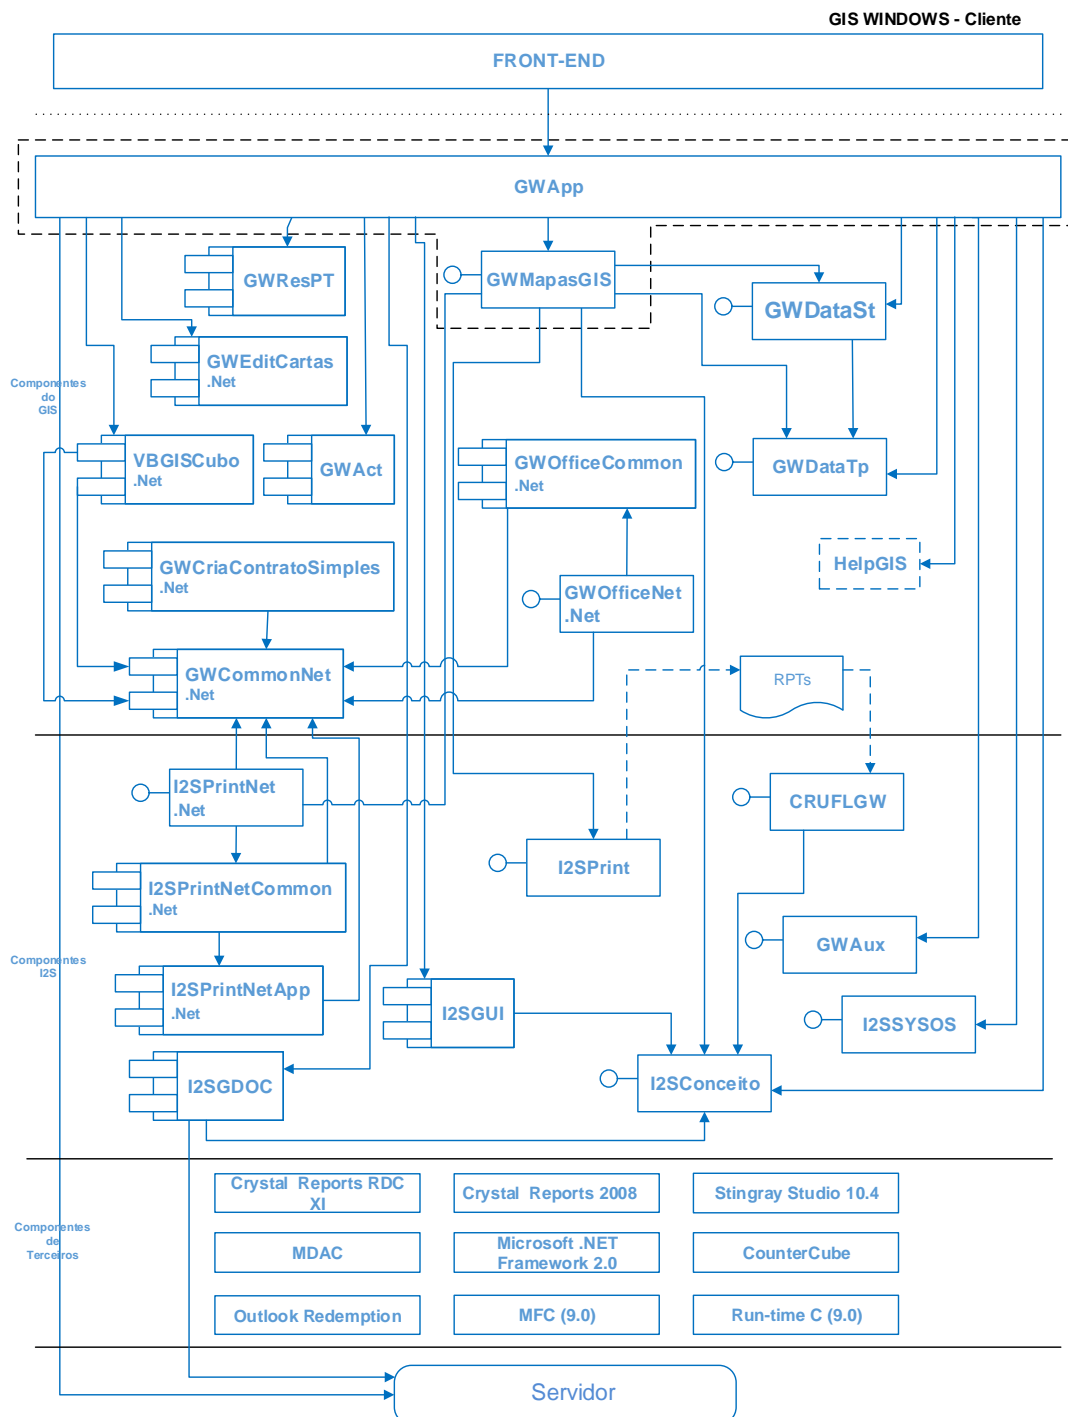 GIS WINDOWS - Cliente
FRONT-END
GWApp
GWResPT
GWMapasGIS
GWDataSt
GWEditCartas
.Net
Componentes
do
GIS
VBGISCubo
.Net
GWAct
GWOfficeCommon
.Net
GWDataTp
GWCriaContratoSimples
.Net
HelpGIS
GWOfficeNet
.Net
GWCommonNet
.Net
RPTs
I2SPrintNet
.Net
CRUFLGW
I2SPrint
I2SPrintNetCommon
.Net
GWAux
Componentes
I2S
I2SPrintNetApp
.Net
I2SGUI
I2SSYSOS
I2SGDOC
I2SConceito
Crystal Reports RDC
XI
Crystal Reports 2008
Stingray Studio 10.4
Componentes
de
Terceiros
MDAC
Microsoft .NET
Framework 2.0
CounterCube
Outlook Redemption
MFC (9.0)
Run-time C (9.0)
Servidor